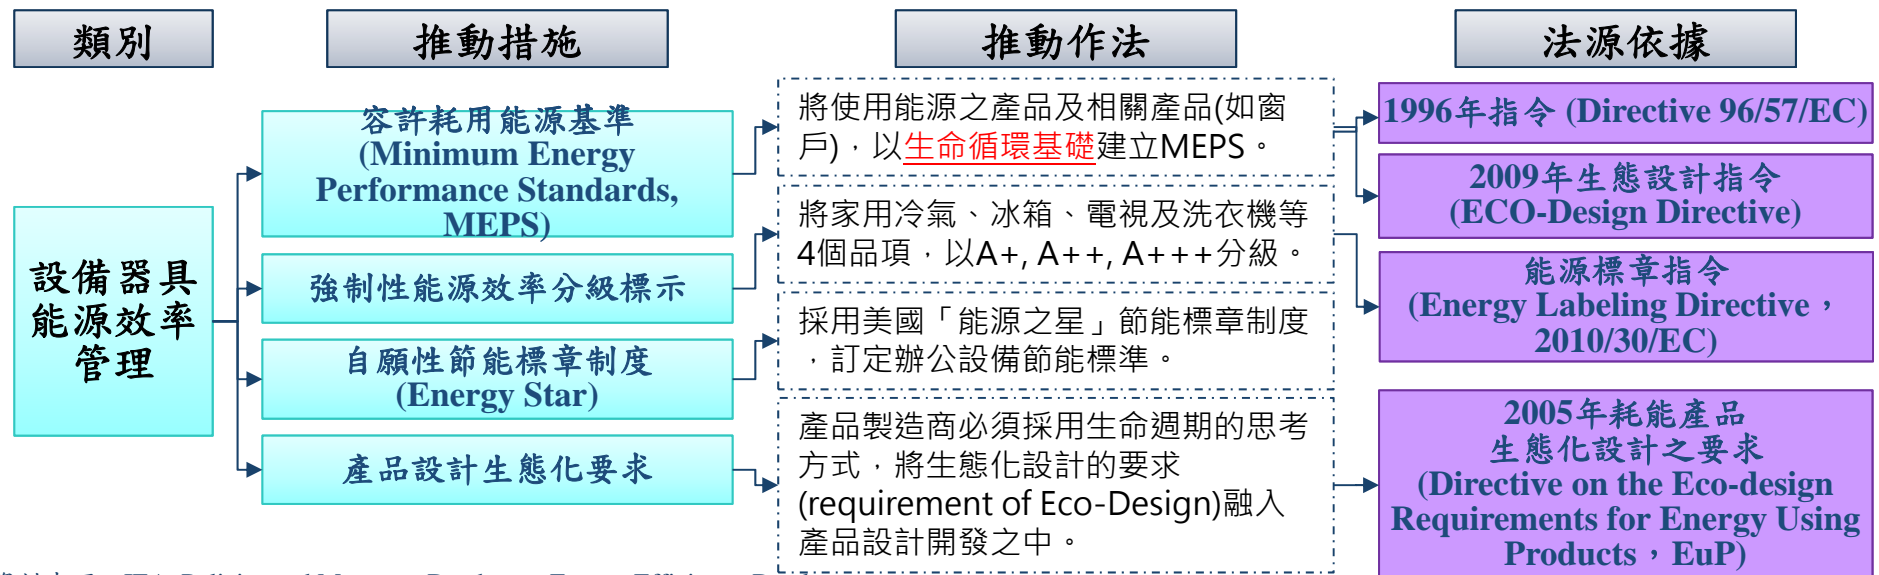 類別
推動措施
推動作法
法源依據
設備器具
能源效率
管理
容許耗用能源基準
(Minimum Energy
Performance Standards,
MEPS)
強制性能源效率分級標示
自願性節能標章制度
(Energy Star)
產品設計生態化要求
將使用能源之產品及相關產品(如窗
戶)，以生命循環基礎建立MEPS。
將家用冷氣、冰箱、電視及洗衣機等
4個品項，以A+, A++, A+++分級。
採用美國「能源之星」節能標章制度
，訂定辦公設備節能標準。
產品製造商必須採用生命週期的思考
方式，將生態化設計的要求
(requirement of Eco-Design)融入
產品設計開發之中。
1996年指令 (Directive 96/57/EC)
2009年生態設計指令
(ECO-Design Directive)
能源標章指令
(Energy Labeling Directive，
2010/30/EC)
2005年耗能產品
生態化設計之要求
(Directive on the Eco-design
Requirements for Energy Using
Products，EuP)